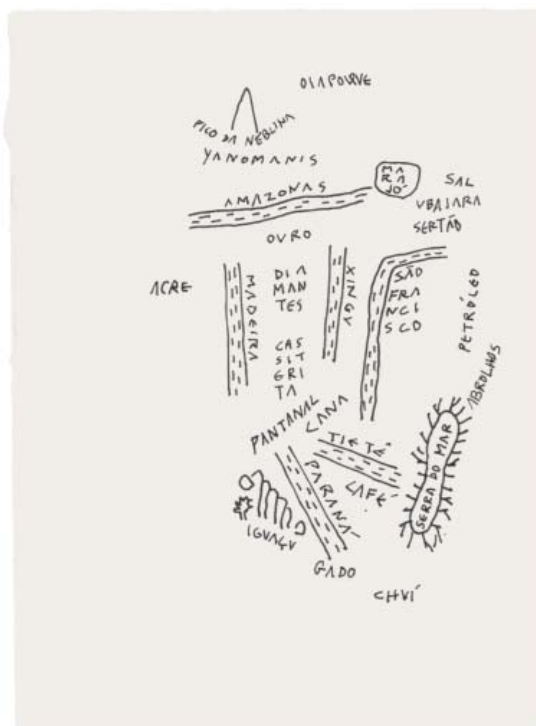 OIAPOQUE
PICO DA NEBLINA
YANOMANIS
AMAZONAS
MA
RA
JÓ
SAL
UBAJARA
SERTÃO
OURO
ACRE
MADEIRA
DIA
MAN
TES
XINGU
SÃO
FRA
NCI
SCO
PETRÓLEO
CAS
SIT
ERI
TA
ABROLHOS
PANTANAL
CANA
TIETÊ
SERRA DO MAR
PARANÁ
CAFÉ
IGUAÇU
GADO
CHUÍ